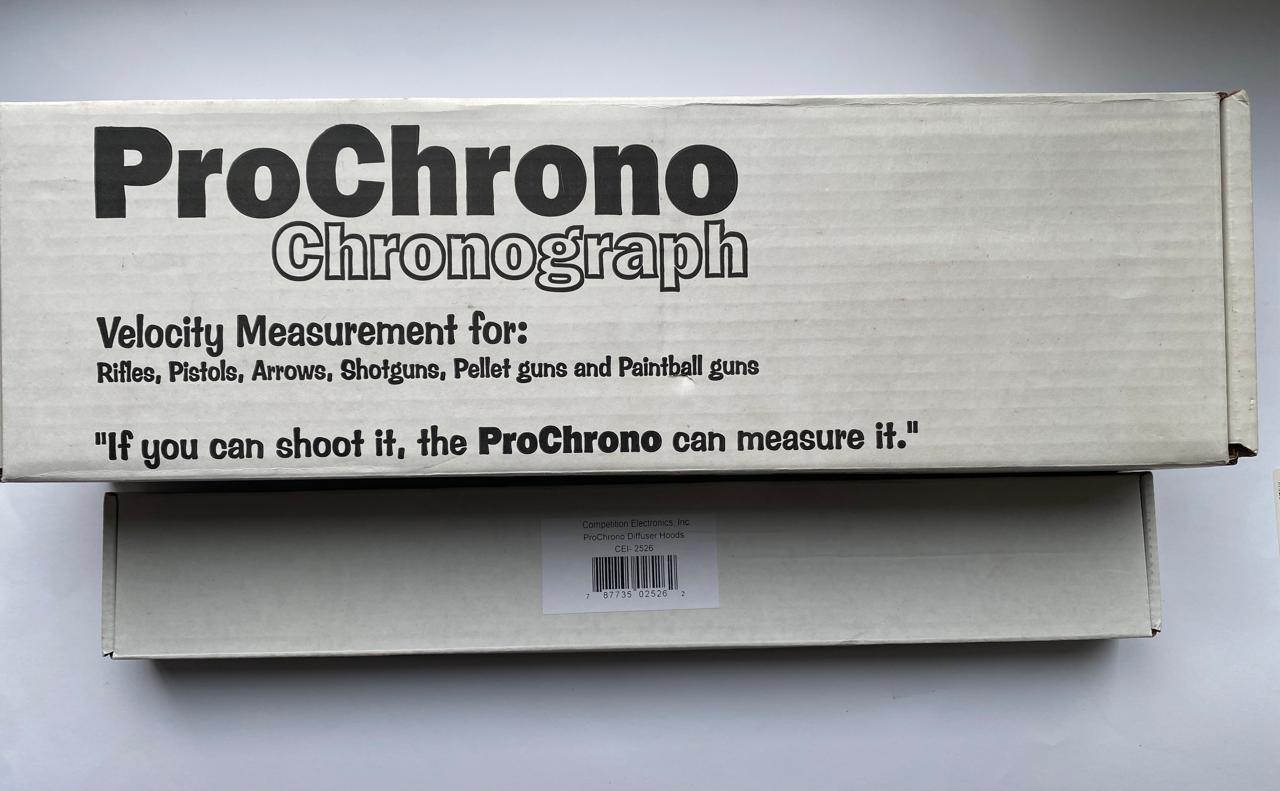 ProChrono
Chronograph
Velocity Measurement for:
Rifles, Pistols, Arrows, Shotguns, Pellet guns and Paintball guns
"If you can shoot it, the ProChrono can measure it."
Competition Electronics, Inc.
ProChrono Diffuser Hoods
CEI- 2526
7 87735 02526 2